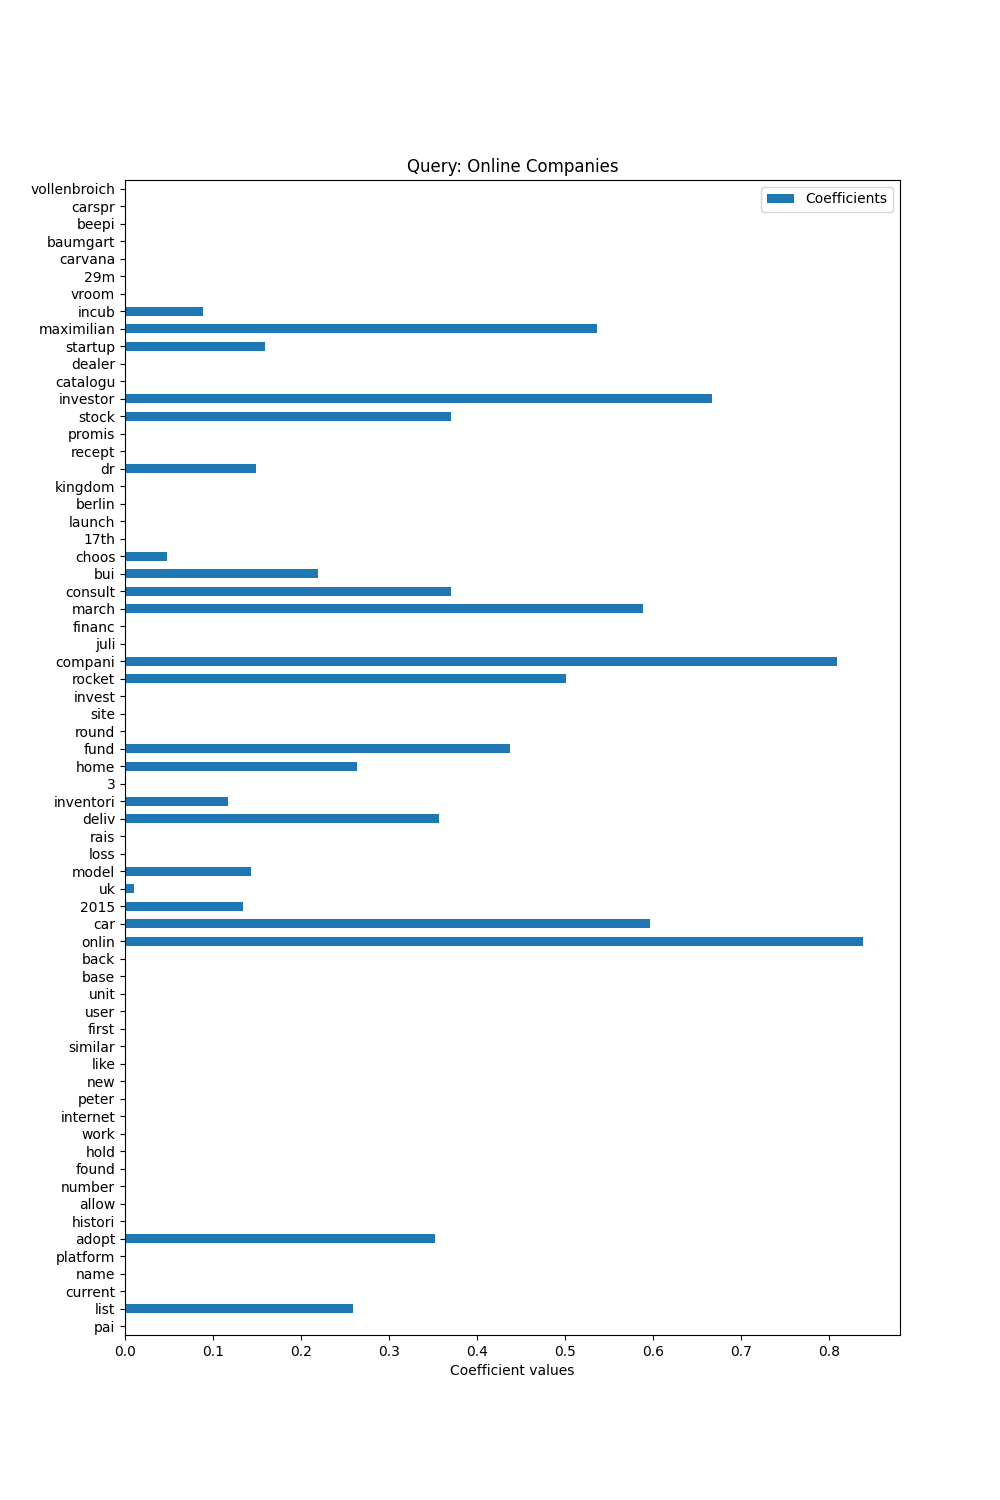 Query: Online Companies
Coefficients
vollenbroich
carspr
beepi
baumgart
carvana
29m
vroom
incub
maximilian
startup
dealer
catalogu
investor
stock
promis
recept
dr
kingdom
berlin
launch
17th
choos
bui
consult
march
financ
juli
compani
rocket
invest
site
round
fund
home
3
inventori
deliv
rais
loss
model
uk
2015
car
onlin
back
base
unit
user
first
similar
like
new
peter
internet
work
hold
found
number
allow
histori
adopt
platform
name
current
list
pai
0.0 0.1 0.2 0.3 0.4 0.5 0.6 0.7 0.8
Coefficient values